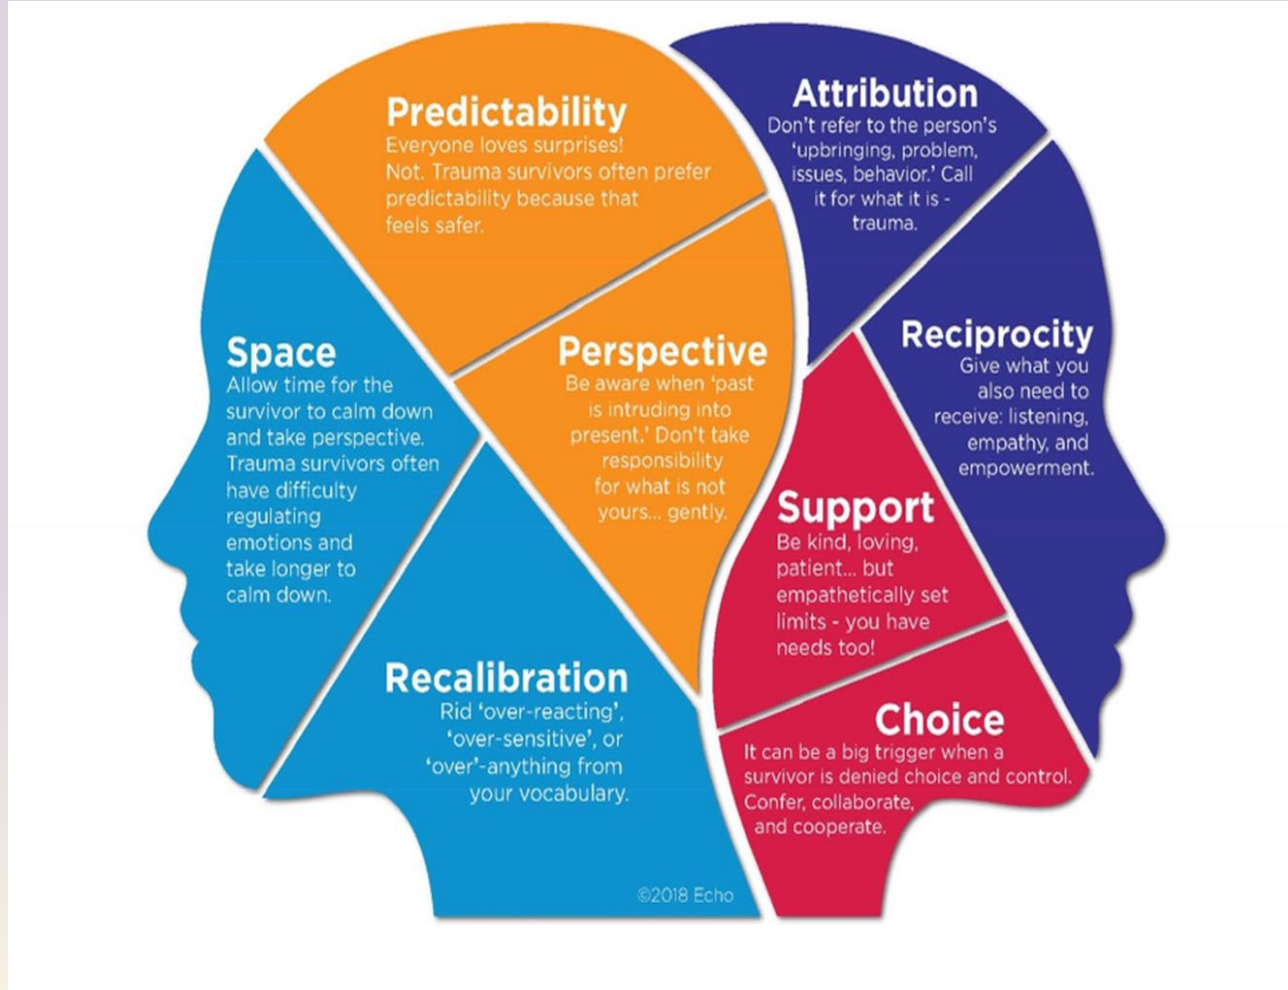 Predictability
Everyone loves surprises!
Not. Trauma survivors often prefer
predictability because that
feels safer.
Attribution
Don't refer to the person's
'upbringing, problem,
issues, behavior.' Call
it for what it is -
trauma.
Space
Allow time for the
survivor to calm down
and take perspective.
Trauma survivors often
have difficulty
regulating
emotions and
take longer to
calm down.
Perspective
Be aware when 'past
is intruding into
present.' Don't take
responsibility
for what is not
yours... gently.
Reciprocity
Give what you
also need to
receive: listening,
empathy, and
empowerment.
Support
Be kind, loving,
patient... but
empathetically set
limits - you have
needs too!
Recalibration
Rid 'over-reacting',
'over-sensitive', or
'over'-anything from
your vocabulary.
Choice
It can be a big trigger when a
survivor is denied choice and control.
Confer, collaborate,
and cooperate.
©2018 Echo